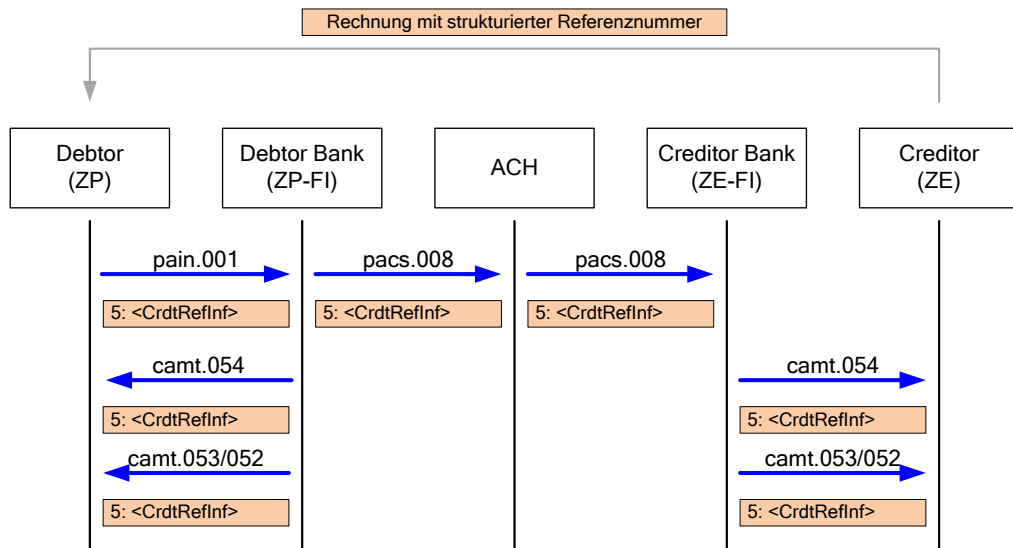 Rechnung mit strukturierter Referenznummer
Debtor
(ZP)
Debtor Bank
(ZP-FI)
ACH
Creditor Bank
(ZE-FI)
Creditor
(ZE)
pain.001
pacs.008
pacs.008
5: <CrdtRefInf>
5: <CrdtRefInf>
5: <CrdtRefInf>
camt.054
camt.054
5: <CrdtRefInf>
5: <CrdtRefInf>
camt.053/052
camt.053/052
5: <CrdtRefInf>
5: <CrdtRefInf>